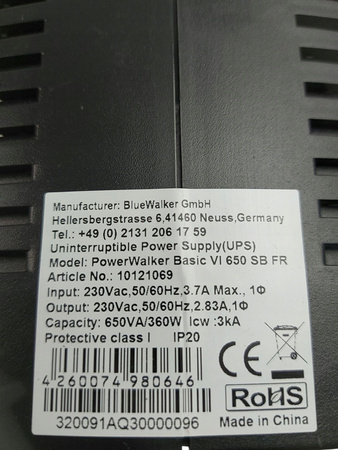 Manufacturer: BlueWalker GmbH
Hellersbergstrasse 6,41460 Neuss,Germany
Tel.: +49 (0) 2131 206 17 59
Uninterruptible Power Supply(UPS)
Model: PowerWalker Basic VI 650 SB FR
Article No.: 10121069
Input: 230Vac,50/60Hz,3.7A Max., 1Φ
Output: 230Vac,50/60Hz,2.83A,1Φ
Capacity: 650VA/360W Icw :3kA
Protective class I IP20
CE
4 260074 980646
RoHS
320091AQ30000096
Made in China